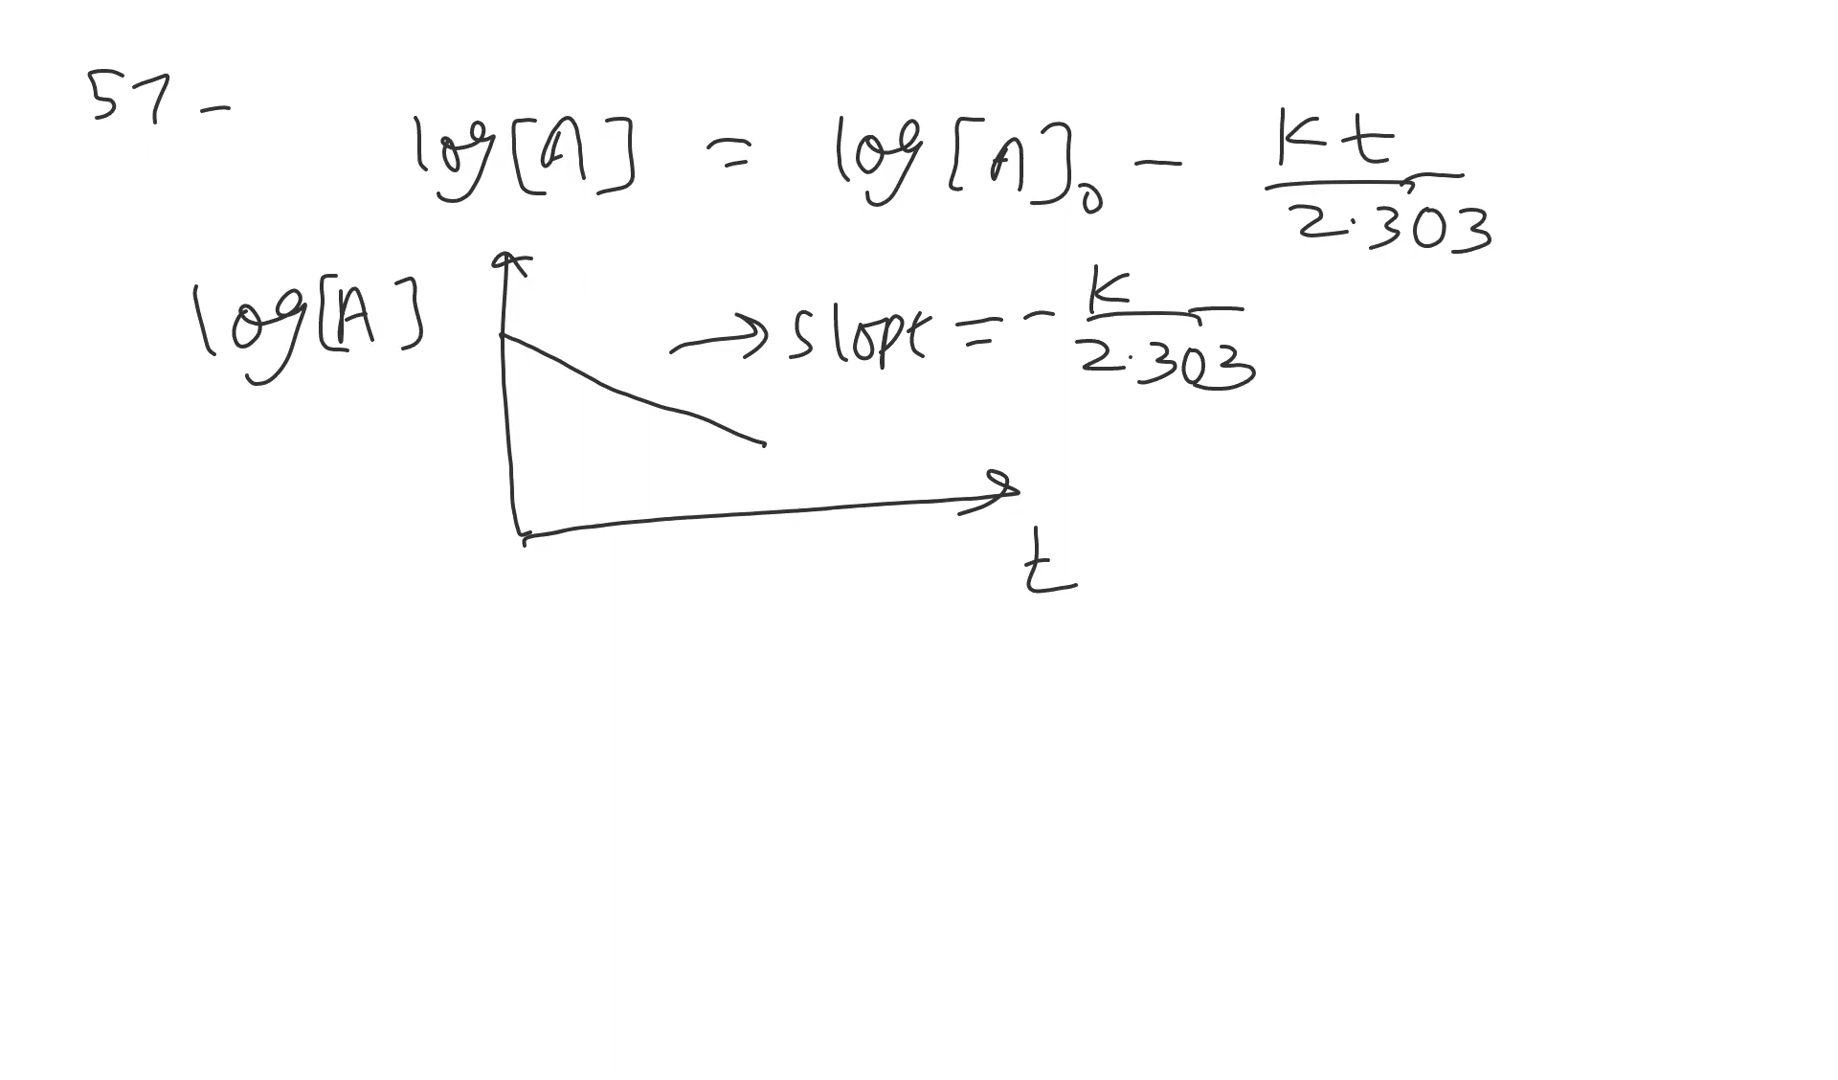 57 -
log[A] = log[A]₀ - Kt/2.303
log[A]
→ slope = - K/2.303
t